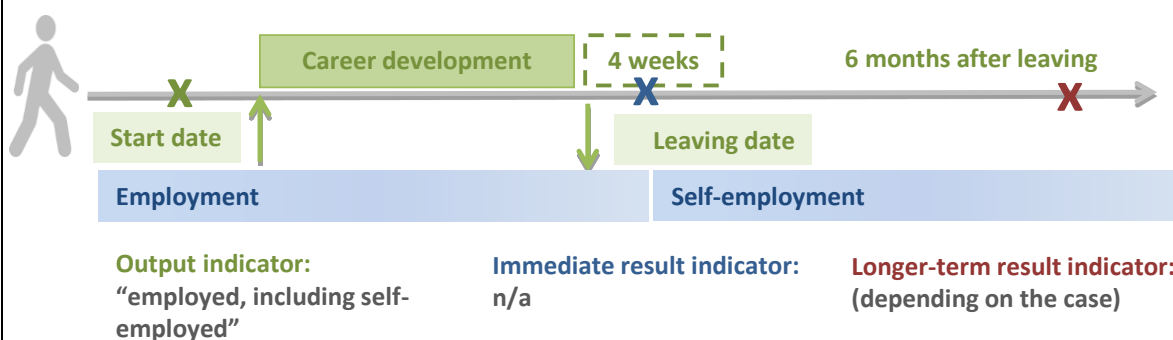 Career development
4 weeks
6 months after leaving
X
X
X
Start date
Leaving date
Employment
Self-employment
Output indicator:
“employed, including self-
employed”
Immediate result indicator:
n/a
Longer-term result indicator:
(depending on the case)